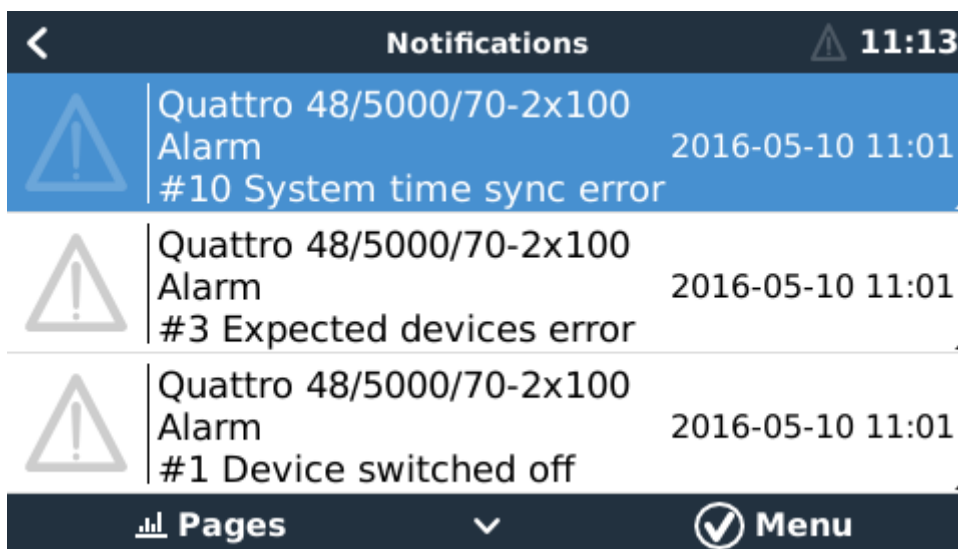 Notifications 11:13
Quattro 48/5000/70-2x100
Alarm 2016-05-10 11:01
#10 System time sync error
Quattro 48/5000/70-2x100
Alarm 2016-05-10 11:01
#3 Expected devices error
Quattro 48/5000/70-2x100
Alarm 2016-05-10 11:01
#1 Device switched off
Pages Menu